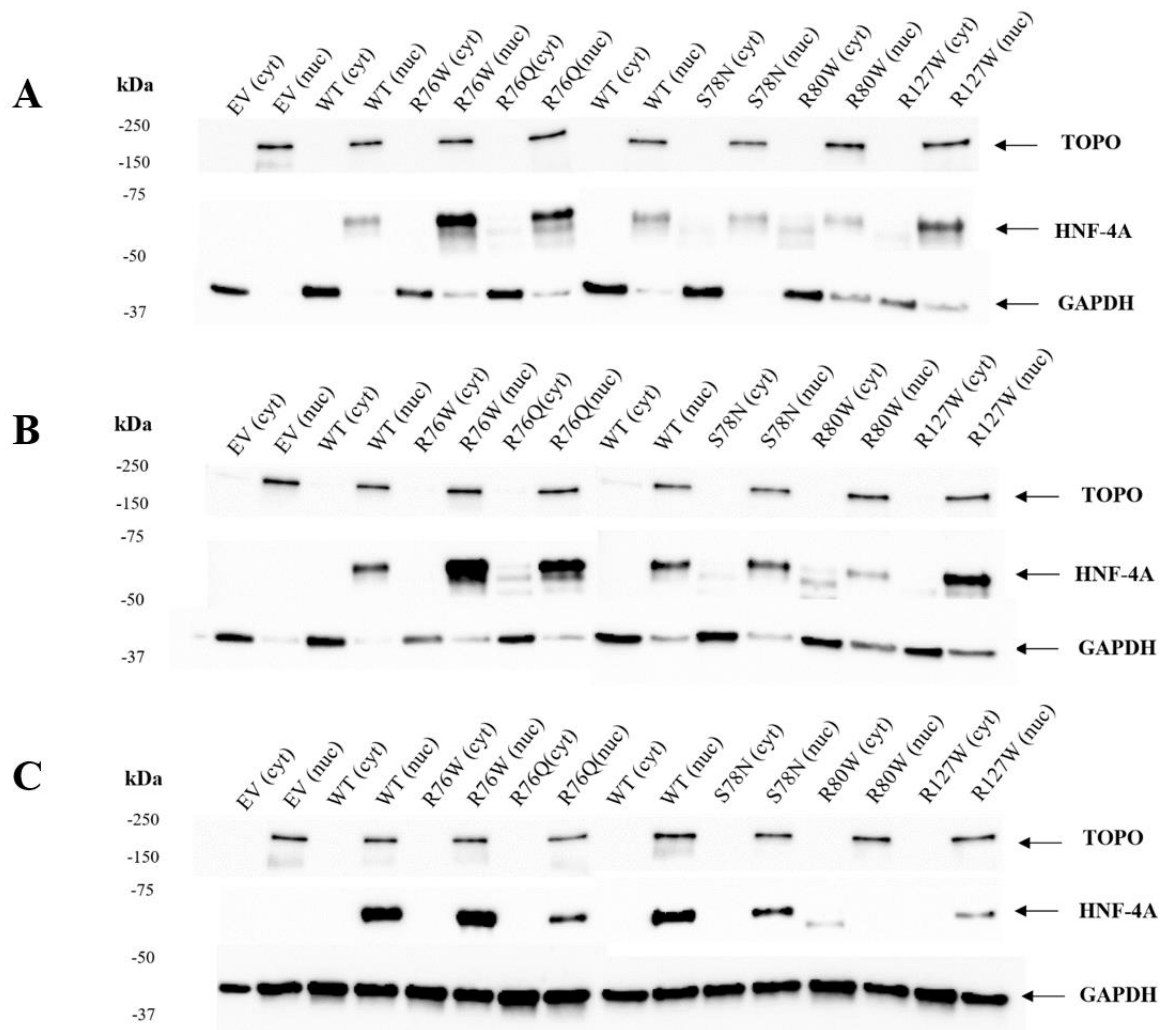 A
kDa
EV (cyt)
EV (nuc)
WT (cyt)
WT (nuc)
R76W (cyt)
R76W (nuc)
R76Q(cyt)
R76Q(nuc)
WT (cyt)
WT (nuc)
S78N (cyt)
S78N (nuc)
R80W (cyt)
R80W (nuc)
R127W (cyt)
R127W (nuc)
-250
TOPO
-150
-75
HNF-4A
-50
GAPDH
-37
B
kDa
EV (cyt)
EV (nuc)
WT (cyt)
WT (nuc)
R76W (cyt)
R76W (nuc)
R76Q(cyt)
R76Q(nuc)
WT (cyt)
WT (nuc)
S78N (cyt)
S78N (nuc)
R80W (cyt)
R80W (nuc)
R127W (cyt)
R127W (nuc)
-250
TOPO
-150
-75
HNF-4A
-50
GAPDH
-37
C
kDa
EV (cyt)
EV (nuc)
WT (cyt)
WT (nuc)
R76W (cyt)
R76W (nuc)
R76Q(cyt)
R76Q(nuc)
WT (cyt)
WT (nuc)
S78N (cyt)
S78N (nuc)
R80W (cyt)
R80W (nuc)
R127W (cyt)
R127W (nuc)
-250
TOPO
-150
-75
HNF-4A
-50
GAPDH
-37